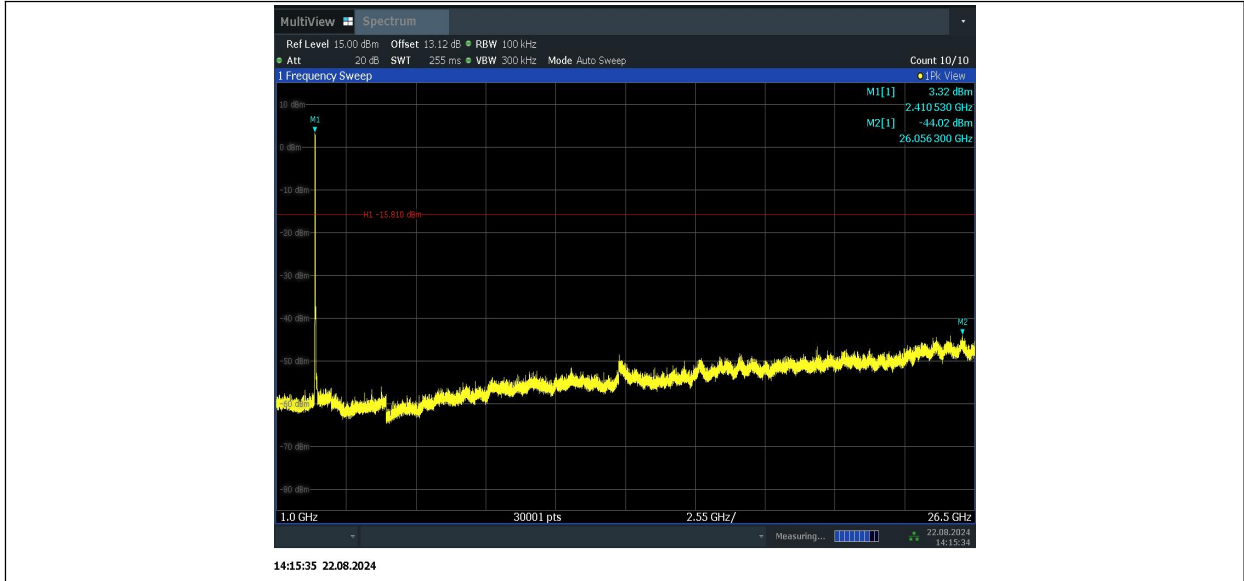 MultiView Spectrum
Ref Level 15.00 dBm Offset 13.12 dB RBW 100 kHz
Att 20 dB SWT 255 ms VBW 300 kHz Mode Auto Sweep Count 10/10
1 Frequency Sweep 1Pk View
M1[1] 3.32 dBm
2.410 530 GHz
M2[1] -44.02 dBm
26.056 300 GHz
10 dBm
M1
0 dBm
-10 dBm
H1 -15.810 dBm
-20 dBm
-30 dBm
-40 dBm
M2
-50 dBm
-60 dBm
-70 dBm
-80 dBm
1.0 GHz 30001 pts 2.55 GHz/ 26.5 GHz
Measuring... 22.08.2024
14:15:34
14:15:35 22.08.2024